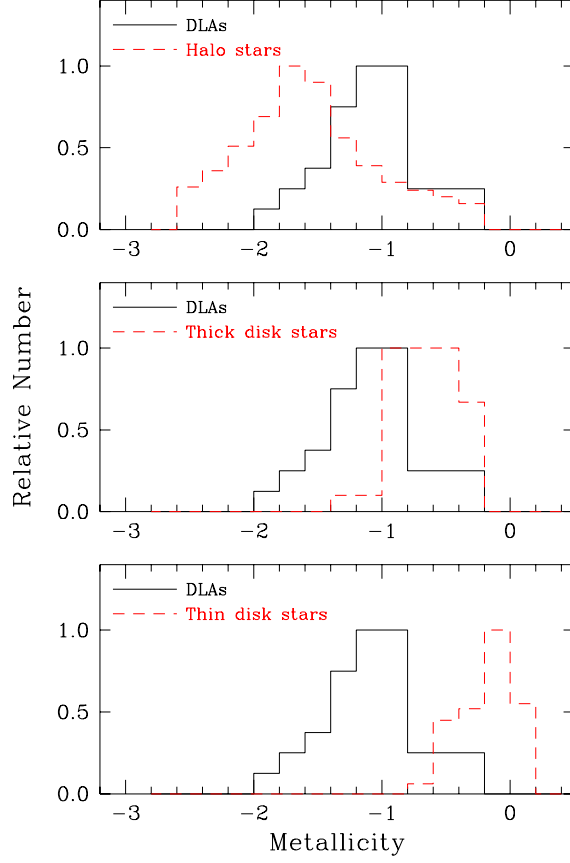 DLAs
Halo stars
1.0
0.5
0.0
−3 −2 −1 0
DLAs
Thick disk stars
1.0
0.5
0.0
−3 −2 −1 0
Relative Number
DLAs
Thin disk stars
1.0
0.5
0.0
−3 −2 −1 0
Metallicity